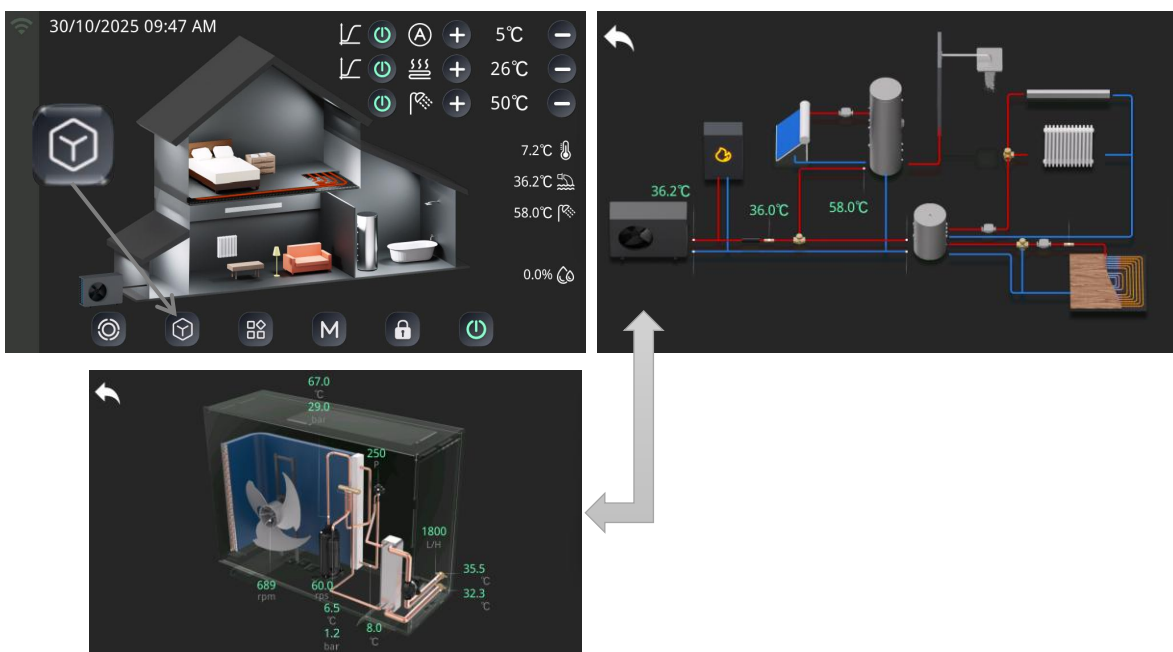 30/10/2025 09:47 AM
A
5℃
26℃
50℃
7.2℃
36.2℃
58.0℃
0.0%
M
36.2℃
36.0℃
58.0℃
67.0
℃
29.0
bar
250
P
1800
L/H
35.5
℃
32.3
℃
689
rpm
60.0
rps
6.5
℃
1.2
bar
8.0
℃